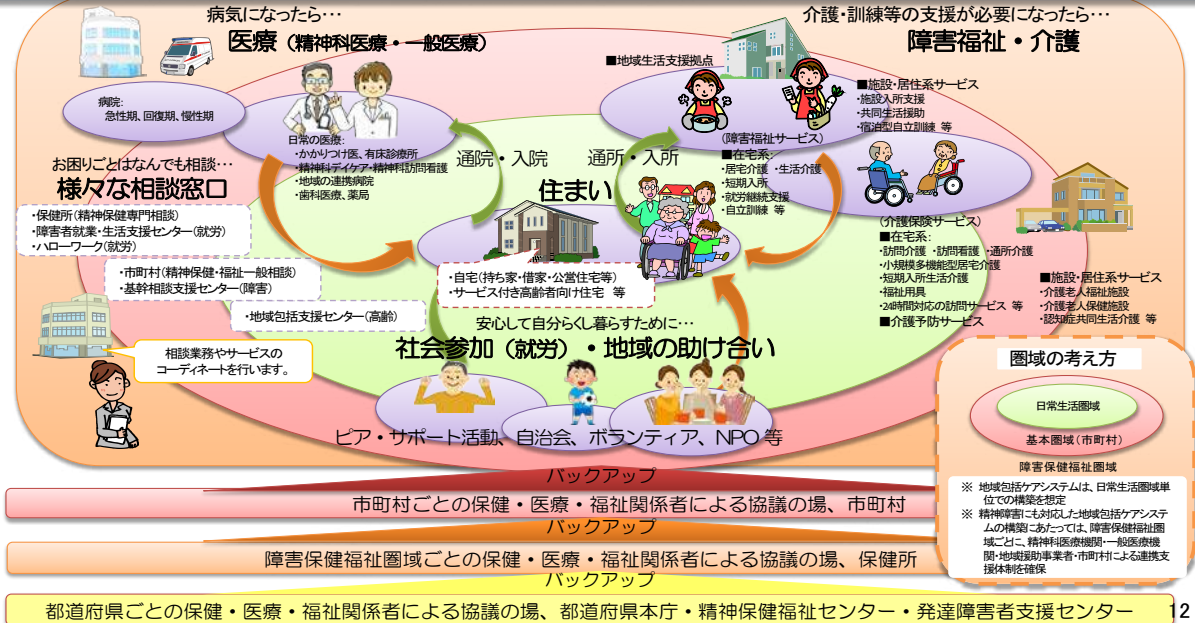 病気になったら…
医療（精神科医療・一般医療）
病院:
急性期、回復期、慢性期
日常の医療:
・かかりつけ医、有床診療所
・精神科デイケア・精神科訪問看護
・地域の連携病院
・歯科医療、薬局
介護・訓練等の支援が必要になったら…
障害福祉・介護
■地域生活支援拠点
■施設・居住系サービス
・施設入所支援
・共同生活援助
・宿泊型自立訓練 等
(障害福祉サービス)
■在宅系:
・居宅介護 ・生活介護
・短期入所
・就労継続支援
・自立訓練 等
(介護保険サービス)
■在宅系:
・訪問介護 ・訪問看護 ・通所介護
・小規模多機能型居宅介護
・短期入所生活介護
・福祉用具
・24時間対応の訪問サービス 等
■介護予防サービス
■施設・居住系サービス
・介護老人福祉施設
・介護老人保健施設
・認知症共同生活介護 等
通院・入院
通所・入所
住まい
・自宅(持ち家・借家・公営住宅等)
・サービス付き高齢者向け住宅 等
お困りごとはなんでも相談…
様々な相談窓口
・保健所(精神保健専門相談)
・障害者就業・生活支援センター(就労)
・ハローワーク(就労)
・市町村(精神保健・福祉一般相談)
・基幹相談支援センター(障害)
・地域包括支援センター(高齢)
相談業務やサービスの
コーディネートを行います。
安心して自分らしく暮らすために…
社会参加（就労）・地域の助け合い
ピア・サポート活動、自治会、ボランティア、NPO 等
圏域の考え方
日常生活圏域
基本圏域(市町村)
障害保健福祉圏域
※ 地域包括ケアシステムは、日常生活圏域単
位での構築を想定
※ 精神障害にも対応した地域包括ケアシステ
ムの構築にあたっては、障害保健福祉圏
域ごとに、精神科医療機関・一般医療機
関・地域援助事業者・市町村による連携支
援体制を確保
バックアップ
市町村ごとの保健・医療・福祉関係者による協議の場、市町村
バックアップ
障害保健福祉圏域ごとの保健・医療・福祉関係者による協議の場、保健所
バックアップ
都道府県ごとの保健・医療・福祉関係者による協議の場、都道府県本庁・精神保健福祉センター・発達障害者支援センター
12